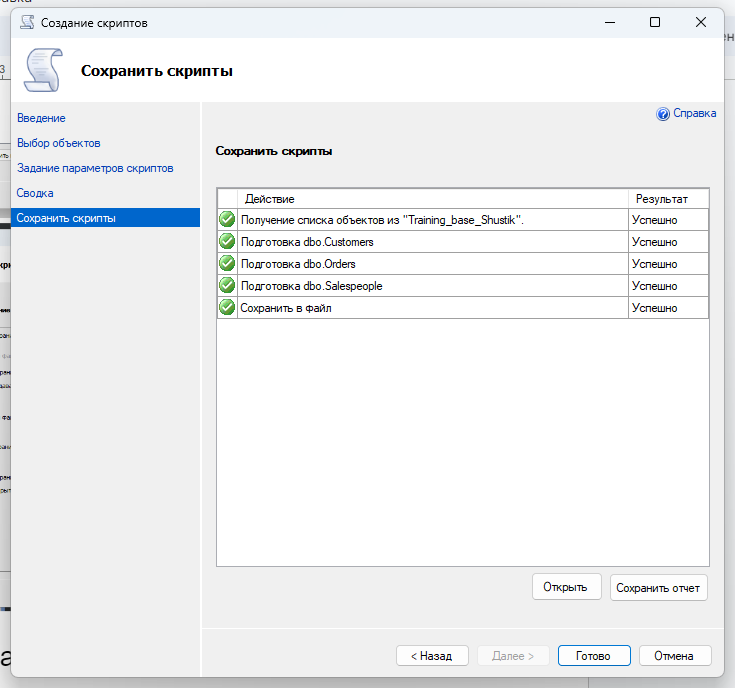 Создание скриптов
Сохранить скрипты
Введение
Выбор объектов
Задание параметров скриптов
Сводка
Сохранить скрипты
Справка
Сохранить скрипты
Действие Результат
Получение списка объектов из "Training_base_Shustik". Успешно
Подготовка dbo.Customers Успешно
Подготовка dbo.Orders Успешно
Подготовка dbo.Salespeople Успешно
Сохранить в файл Успешно
Открыть Сохранить отчет
< Назад Далее > Готово Отмена